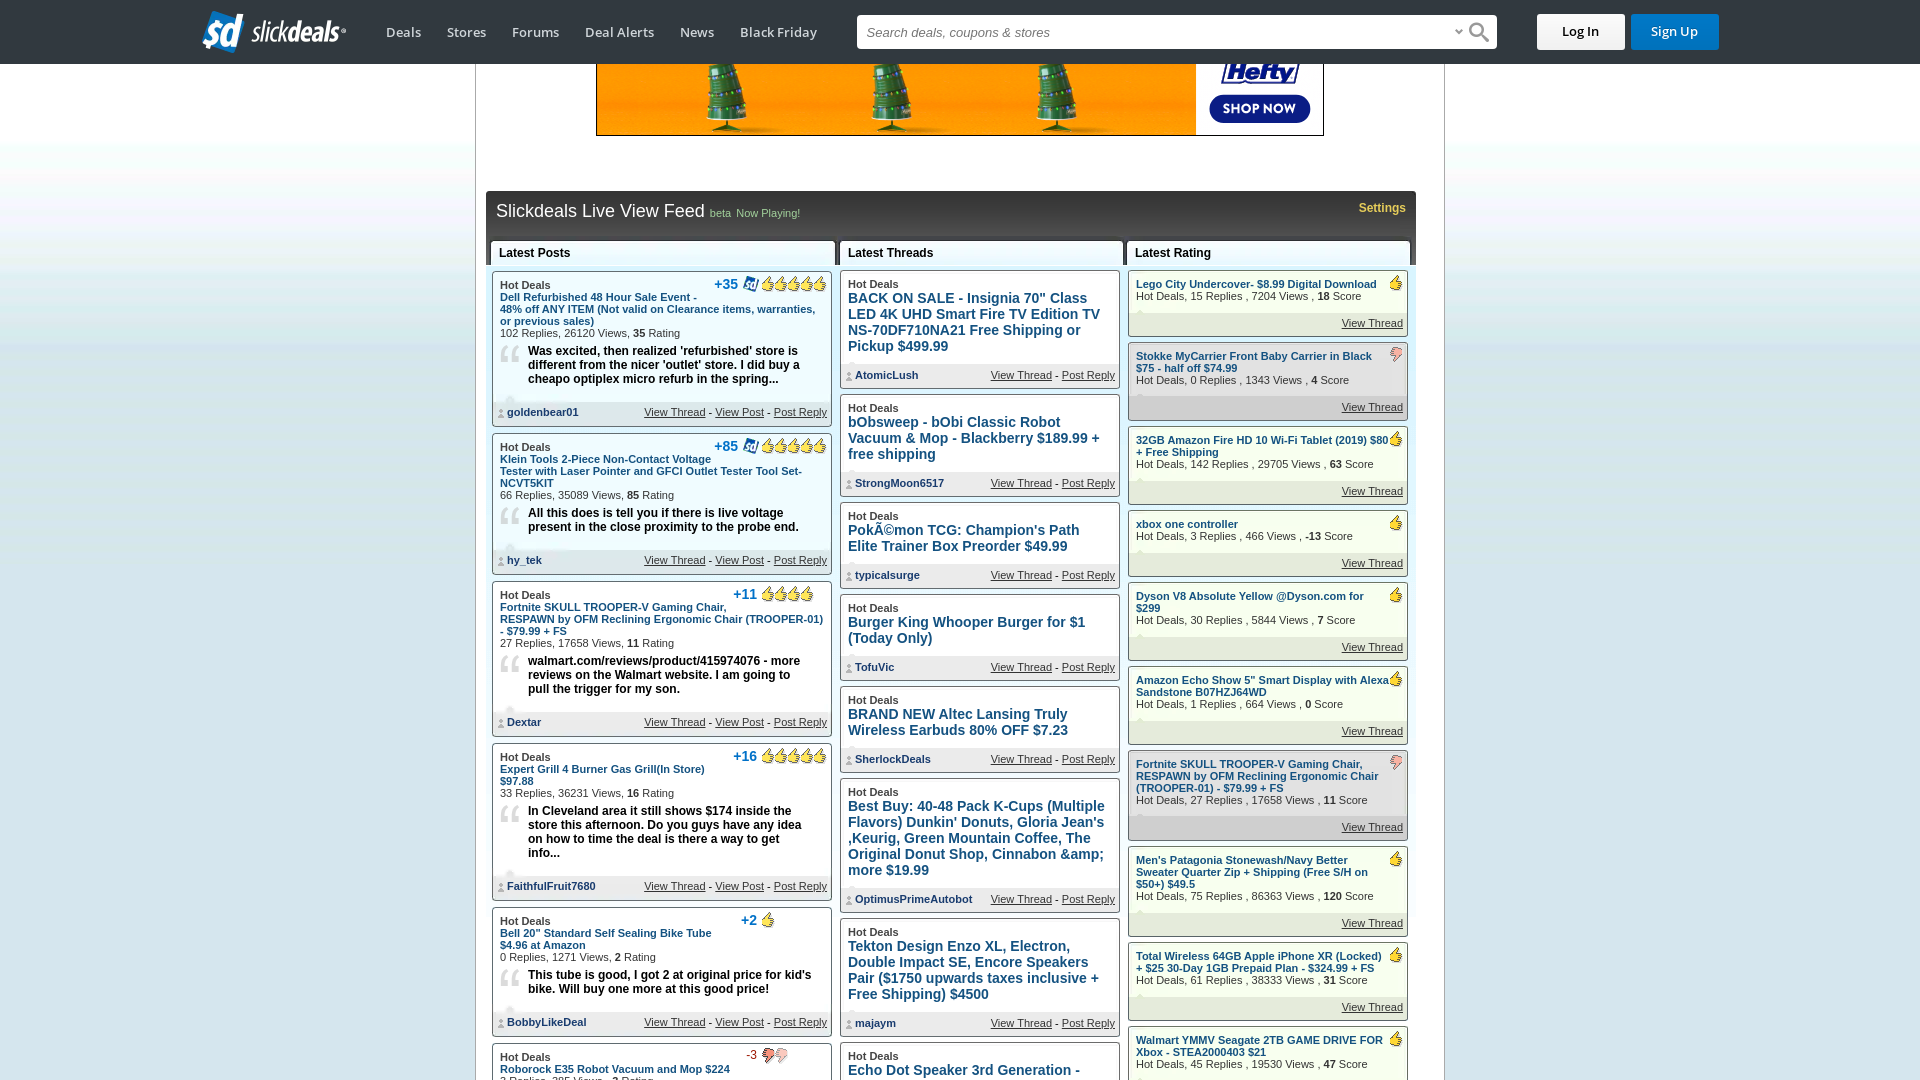 sd slickdeals
Deals
Stores
Forums
Deal Alerts
News
Black Friday
Search deals, coupons & stores
Log In
Sign Up
Hefty
SHOP NOW
Slickdeals Live View Feed beta Now Playing!
Settings
Latest Posts
Hot Deals
+35
Dell Refurbished 48 Hour Sale Event -
48% off ANY ITEM (Not valid on Clearance items, warranties,
or previous sales)
102 Replies, 26120 Views, 35 Rating
Was excited, then realized 'refurbished' store is
different from the nicer 'outlet' store. I did buy a
cheapo optiplex micro refurb in the spring...
goldenbear01
View Thread - View Post - Post Reply
Hot Deals
+85
Klein Tools 2-Piece Non-Contact Voltage
Tester with Laser Pointer and GFCI Outlet Tester Tool Set-
NCVT5KIT
66 Replies, 35089 Views, 85 Rating
All this does is tell you if there is live voltage
present in the close proximity to the probe end.
hy_tek
View Thread - View Post - Post Reply
Hot Deals
+11
Fortnite SKULL TROOPER-V Gaming Chair,
RESPAWN by OFM Reclining Ergonomic Chair (TROOPER-01)
- $79.99 + FS
27 Replies, 17658 Views, 11 Rating
walmart.com/reviews/product/415974076 - more
reviews on the Walmart website. I am going to
pull the trigger for my son.
Dextar
View Thread - View Post - Post Reply
Hot Deals
+16
Expert Grill 4 Burner Gas Grill(In Store)
$97.88
33 Replies, 36231 Views, 16 Rating
In Cleveland area it still shows $174 inside the
store this afternoon. Do you guys have any idea
on how to time the deal is there a way to get
info...
FaithfulFruit7680
View Thread - View Post - Post Reply
Hot Deals
+2
Bell 20" Standard Self Sealing Bike Tube
$4.96 at Amazon
0 Replies, 1271 Views, 2 Rating
This tube is good, I got 2 at original price for kid's
bike. Will buy one more at this good price!
BobbyLikeDeal
View Thread - View Post - Post Reply
Hot Deals
-3
Roborock E35 Robot Vacuum and Mop $224
Latest Threads
Hot Deals
BACK ON SALE - Insignia 70" Class
LED 4K UHD Smart Fire TV Edition TV
NS-70DF710NA21 Free Shipping or
Pickup $499.99
AtomicLush
View Thread - Post Reply
Hot Deals
bObsweep - bObi Classic Robot
Vacuum & Mop - Blackberry $189.99 +
free shipping
StrongMoon6517
View Thread - Post Reply
Hot Deals
PokÃ©mon TCG: Champion's Path
Elite Trainer Box Preorder $49.99
typicalsurge
View Thread - Post Reply
Hot Deals
Burger King Whooper Burger for $1
(Today Only)
TofuVic
View Thread - Post Reply
Hot Deals
BRAND NEW Altec Lansing Truly
Wireless Earbuds 80% OFF $7.23
SherlockDeals
View Thread - Post Reply
Hot Deals
Best Buy: 40-48 Pack K-Cups (Multiple
Flavors) Dunkin' Donuts, Gloria Jean's
,Keurig, Green Mountain Coffee, The
Original Donut Shop, Cinnabon &amp;
more $19.99
OptimusPrimeAutobot
View Thread - Post Reply
Hot Deals
Tekton Design Enzo XL, Electron,
Double Impact SE, Encore Speakers
Pair ($1750 upwards taxes inclusive +
Free Shipping) $4500
majaym
View Thread - Post Reply
Hot Deals
Echo Dot Speaker 3rd Generation -
Latest Rating
Lego City Undercover- $8.99 Digital Download
Hot Deals, 15 Replies , 7204 Views , 18 Score
View Thread
Stokke MyCarrier Front Baby Carrier in Black
$75 - half off $74.99
Hot Deals, 0 Replies , 1343 Views , 4 Score
View Thread
32GB Amazon Fire HD 10 Wi-Fi Tablet (2019) $80
+ Free Shipping
Hot Deals, 142 Replies , 29705 Views , 63 Score
View Thread
xbox one controller
Hot Deals, 3 Replies , 466 Views , -13 Score
View Thread
Dyson V8 Absolute Yellow @Dyson.com for
$299
Hot Deals, 30 Replies , 5844 Views , 7 Score
View Thread
Amazon Echo Show 5" Smart Display with Alexa
Sandstone B07HZJ64WD
Hot Deals, 1 Replies , 664 Views , 0 Score
View Thread
Fortnite SKULL TROOPER-V Gaming Chair,
RESPAWN by OFM Reclining Ergonomic Chair
(TROOPER-01) - $79.99 + FS
Hot Deals, 27 Replies , 17658 Views , 11 Score
View Thread
Men's Patagonia Stonewash/Navy Better
Sweater Quarter Zip + Shipping (Free S/H on
$50+) $49.5
Hot Deals, 75 Replies , 86363 Views , 120 Score
View Thread
Total Wireless 64GB Apple iPhone XR (Locked)
+ $25 30-Day 1GB Prepaid Plan - $324.99 + FS
Hot Deals, 61 Replies , 38333 Views , 31 Score
View Thread
Walmart YMMV Seagate 2TB GAME DRIVE FOR
Xbox - STEA2000403 $21
Hot Deals, 45 Replies , 19530 Views , 47 Score